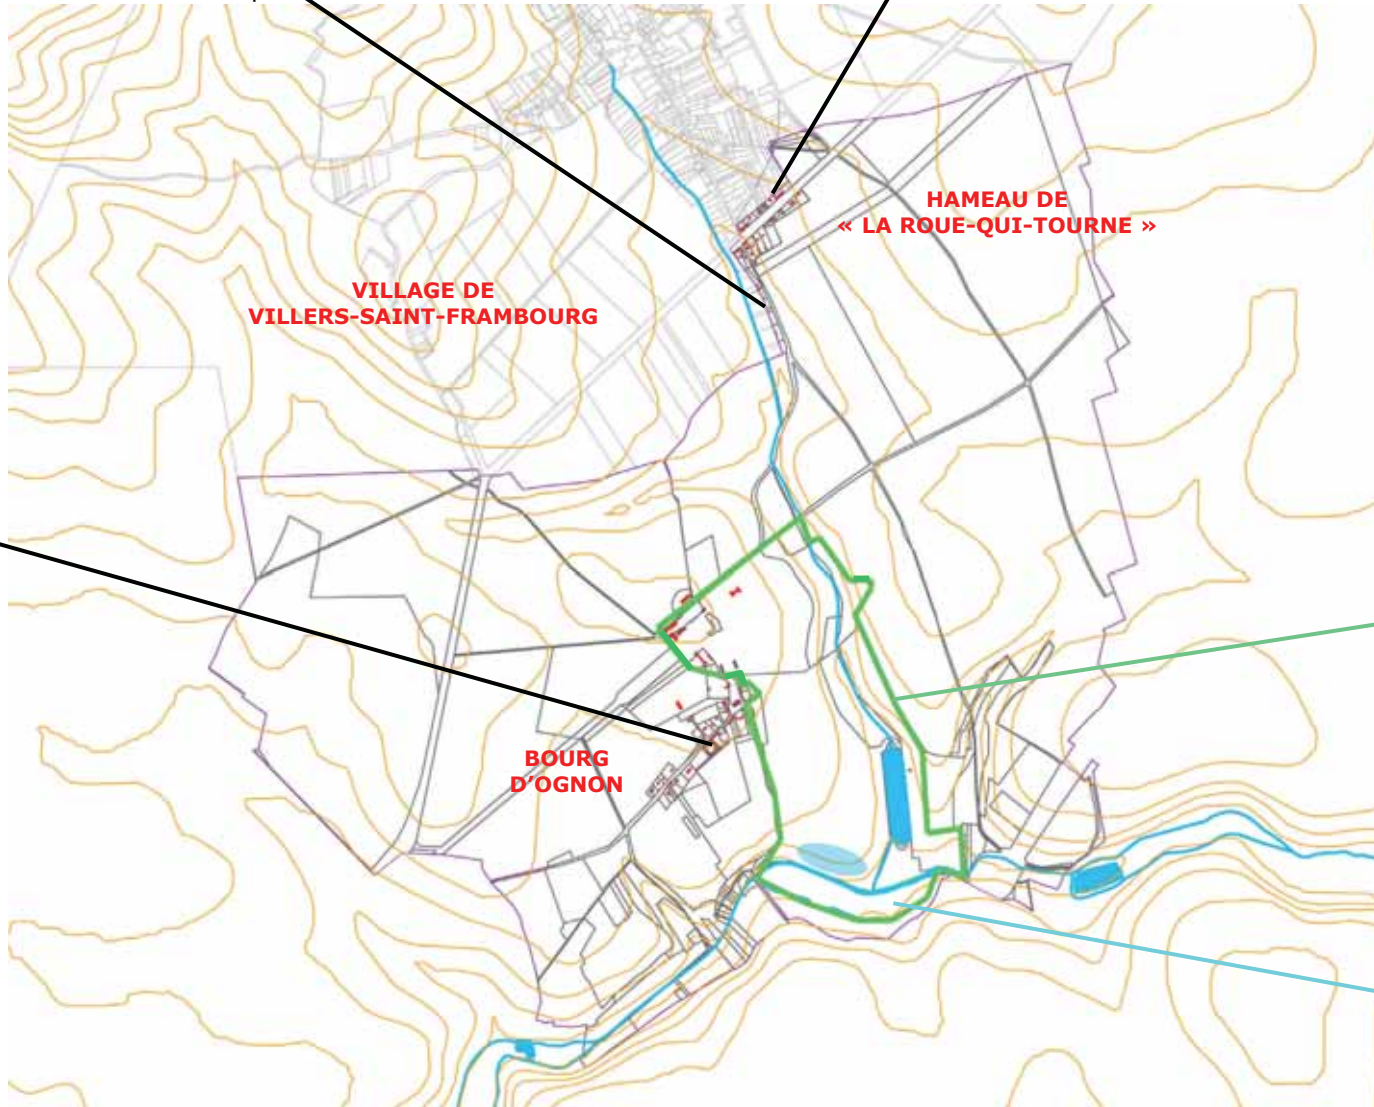 HAMEAU DE
« LA ROUE-QUI-TOURNE »
VILLAGE DE
VILLERS-SAINT-FRAMBOURG
BOURG
D'OGNON